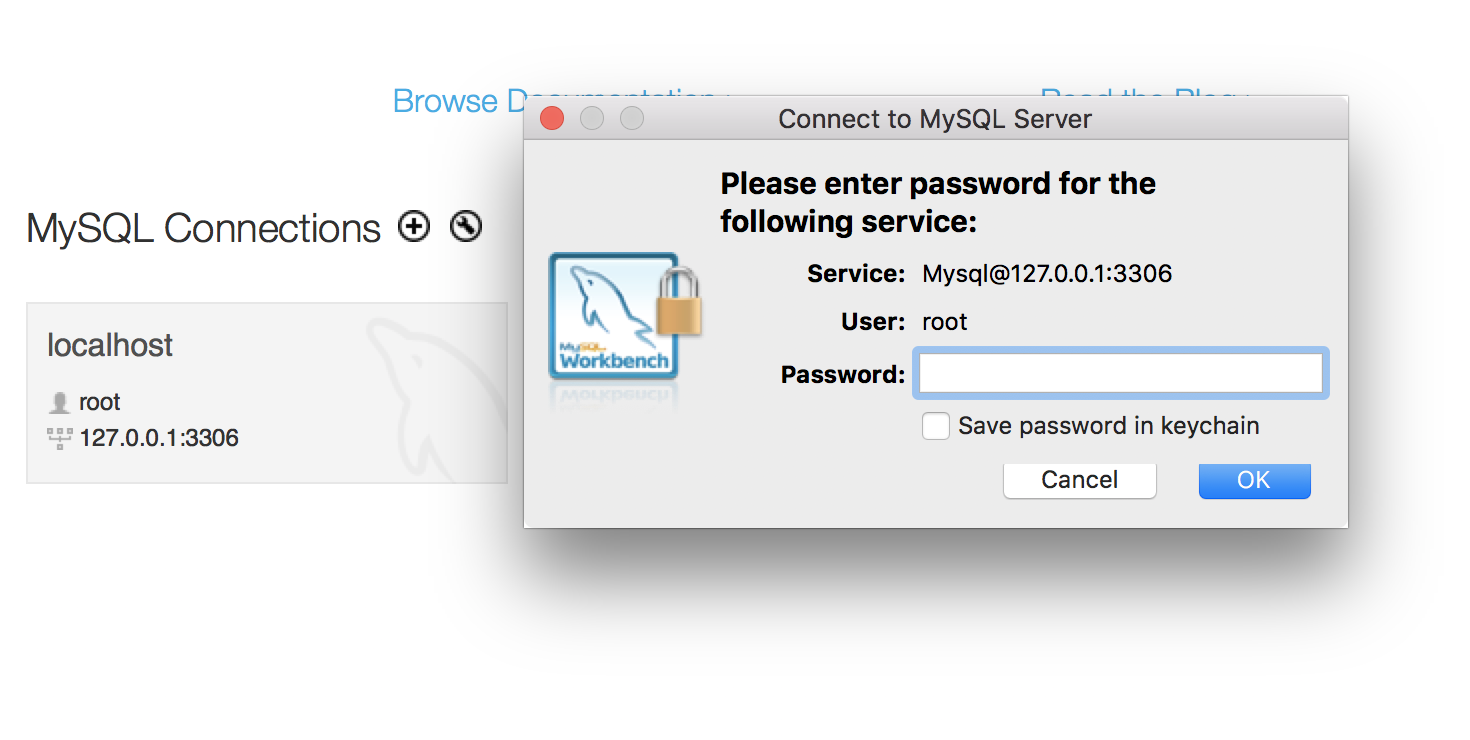 Browse
Connect to MySQL Server
Please enter password for the
following service:
MySQL Connections
Service: Mysql@127.0.0.1:3306
User: root
Password:
MySQL
Workbench
Save password in keychain
Cancel
OK
localhost
root
127.0.0.1:3306